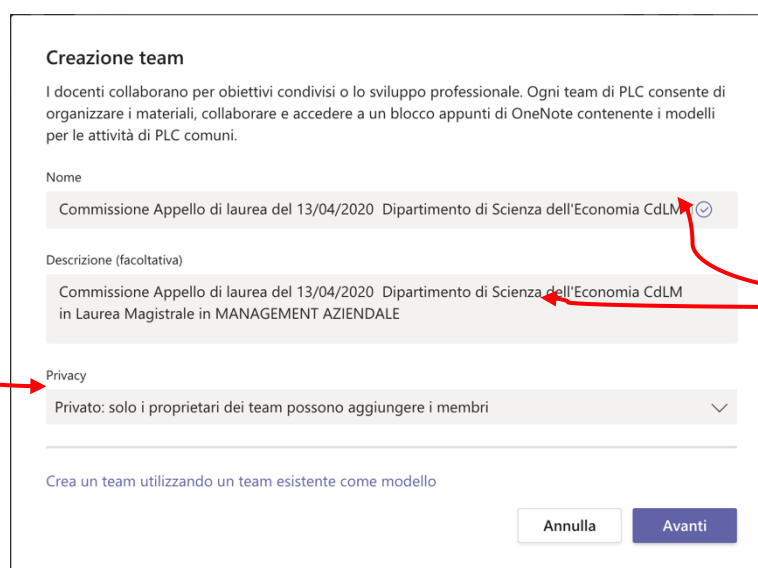 Creazione team
I docenti collaborano per obiettivi condivisi o lo sviluppo professionale. Ogni team di PLC consente di
organizzare i materiali, collaborare e accedere a un blocco appunti di OneNote contenente i modelli
per le attività di PLC comuni.
Nome
Commissione Appello di laurea del 13/04/2020 Dipartimento di Scienza dell'Economia CdLM
Descrizione (facoltativa)
Commissione Appello di laurea del 13/04/2020 Dipartimento di Scienza dell'Economia CdLM
in Laurea Magistrale in MANAGEMENT AZIENDALE
Privacy
Privato: solo i proprietari dei team possono aggiungere i membri
Crea un team utilizzando un team esistente come modello
Annulla
Avanti